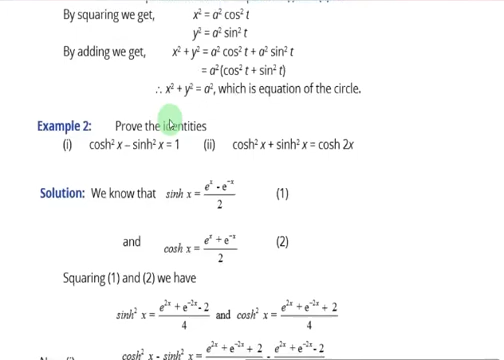 By squaring we get, x² = a² cos² t
y² = a² sin² t
By adding we get, x² + y² = a² cos² t + a² sin² t
= a² (cos² t + sin² t)
∴ x² + y² = a², which is equation of the circle.
Example 2: Prove the identities
(i) cosh² x – sinh² x = 1 (ii) cosh² x + sinh² x = cosh 2x
Solution: We know that sinh x = (eˣ - e⁻ˣ)/2 (1)
and cosh x = (eˣ + e⁻ˣ)/2 (2)
Squaring (1) and (2) we have
sinh² x = (e²ˣ + e⁻²ˣ - 2)/4 and cosh² x = (e²ˣ + e⁻²ˣ + 2)/4
cosh² x - sinh² x = e²ˣ + e⁻²ˣ + 2 - e²ˣ + e⁻²ˣ - 2